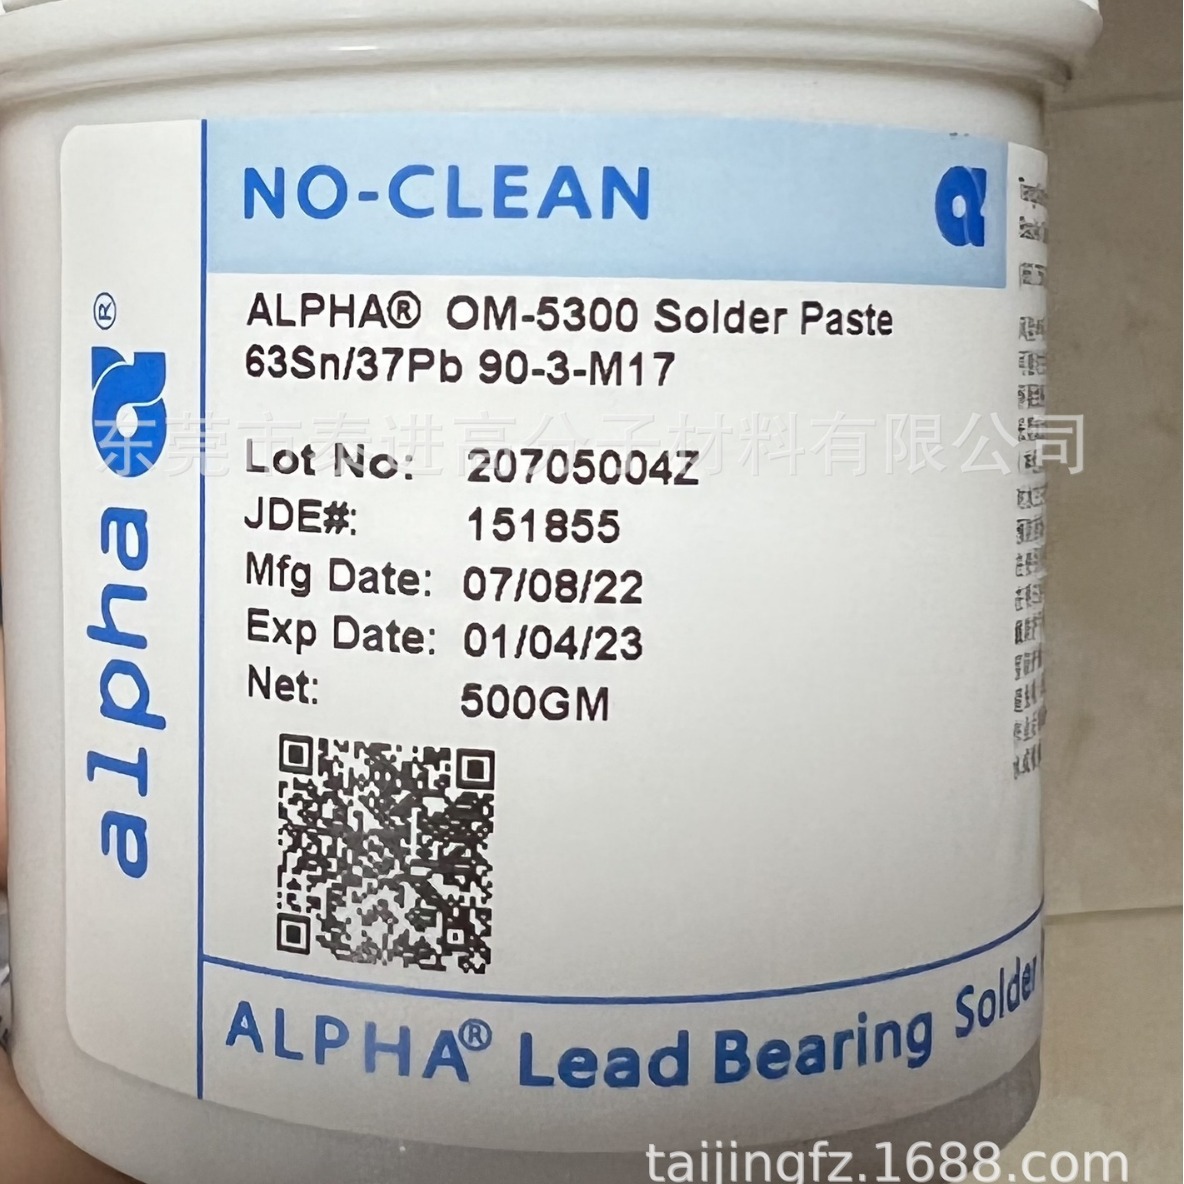 NO-CLEAN
ALPHA® OM-5300 Solder Paste
63Sn/37Pb 90-3-M17
东莞市泰进高分子材料有限公司
Lot No: 20705004Z
JDE#: 151855
Mfg Date: 07/08/22
Exp Date: 01/04/23
Net: 500GM
alpha®
ALPHA® Lead Bearing Solder
taijingfz.1688.com